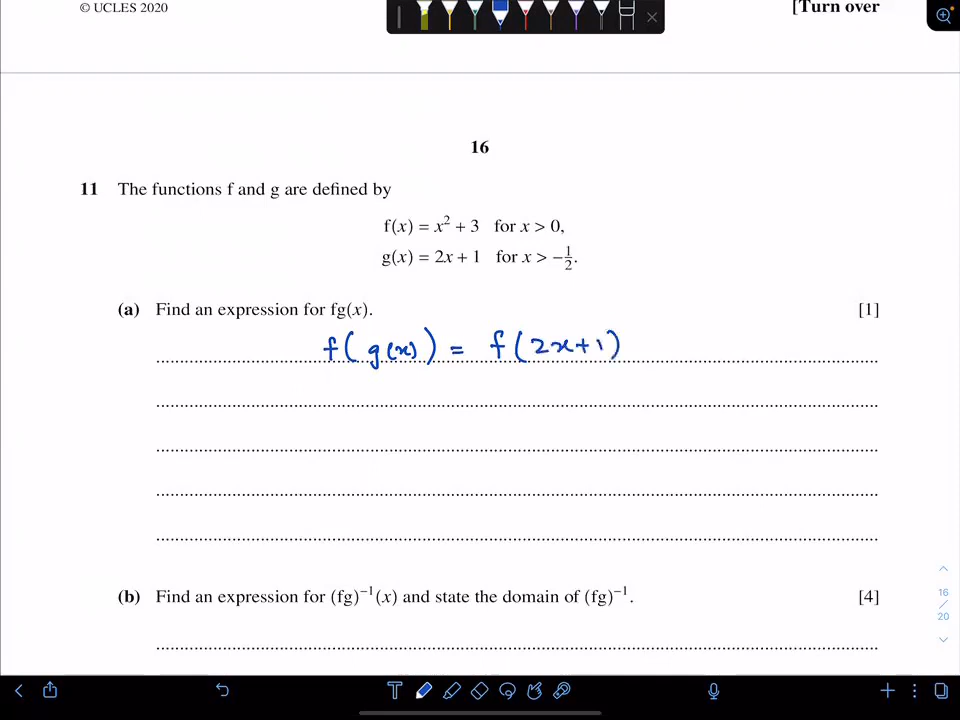 © UCLES 2020 [Turn over
16
11 The functions f and g are defined by
f(x) = x² + 3 for x > 0,
g(x) = 2x + 1 for x > −1/2.
(a) Find an expression for fg(x). [1]
f(g(x)) = f(2x+1)
(b) Find an expression for (fg)⁻¹(x) and state the domain of (fg)⁻¹. [4]
16
/
20
T